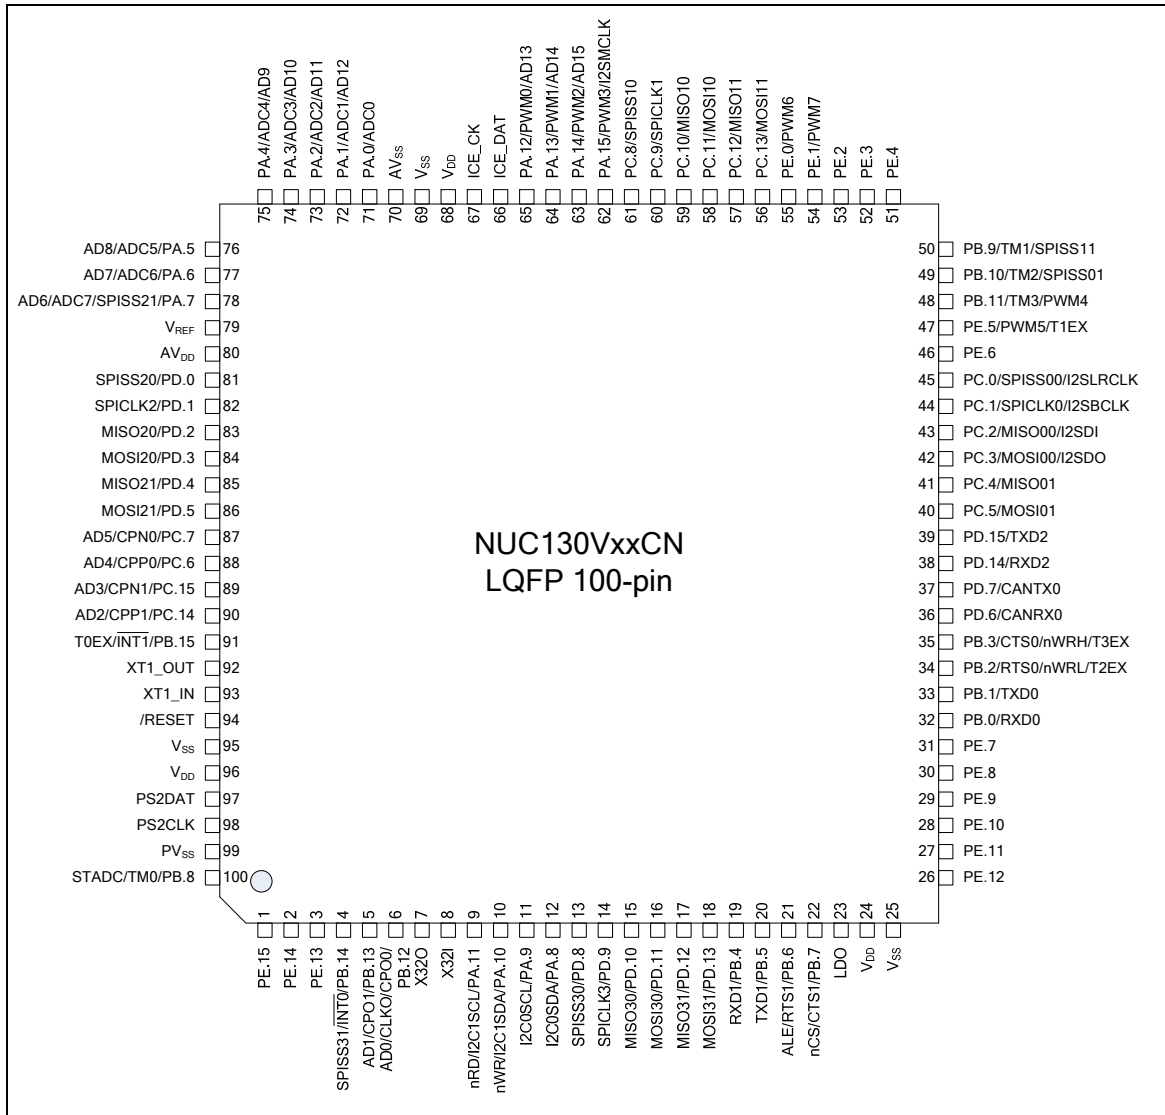 PA.4/ADC4/AD9
PA.3/ADC3/AD10
PA.2/ADC2/AD11
PA.1/ADC1/AD12
PA.0/ADC0
AVSS
VSS
VDD
ICE_CK
ICE_DAT
PA.12/PWM0/AD13
PA.13/PWM1/AD14
PA.14/PWM2/AD15
PA.15/PWM3/I2SMCLK
PC.8/SPISS10
PC.9/SPICLK1
PC.10/MISO10
PC.11/MOSI10
PC.12/MISO11
PC.13/MOSI11
PE.0/PWM6
PE.1/PWM7
PE.2
PE.3
PE.4
75 74 73 72 71 70 69 68 67 66 65 64 63 62 61 60 59 58 57 56 55 54 53 52 51
AD8/ADC5/PA.5 76
AD7/ADC6/PA.6 77
AD6/ADC7/SPISS21/PA.7 78
VREF 79
AVDD 80
SPISS20/PD.0 81
SPICLK2/PD.1 82
MISO20/PD.2 83
MOSI20/PD.3 84
MISO21/PD.4 85
MOSI21/PD.5 86
AD5/CPN0/PC.7 87
AD4/CPP0/PC.6 88
AD3/CPN1/PC.15 89
AD2/CPP1/PC.14 90
T0EX/INT1/PB.15 91
XT1_OUT 92
XT1_IN 93
/RESET 94
VSS 95
VDD 96
PS2DAT 97
PS2CLK 98
PVSS 99
STADC/TM0/PB.8 100
NUC130VxxCN
LQFP 100-pin
50 PB.9/TM1/SPISS11
49 PB.10/TM2/SPISS01
48 PB.11/TM3/PWM4
47 PE.5/PWM5/T1EX
46 PE.6
45 PC.0/SPISS00/I2SLRCLK
44 PC.1/SPICLK0/I2SBCLK
43 PC.2/MISO00/I2SDI
42 PC.3/MOSI00/I2SDO
41 PC.4/MISO01
40 PC.5/MOSI01
39 PD.15/TXD2
38 PD.14/RXD2
37 PD.7/CANTX0
36 PD.6/CANRX0
35 PB.3/CTS0/nWRH/T3EX
34 PB.2/RTS0/nWRL/T2EX
33 PB.1/TXD0
32 PB.0/RXD0
31 PE.7
30 PE.8
29 PE.9
28 PE.10
27 PE.11
26 PE.12
1 2 3 4 5 6 7 8 9 10 11 12 13 14 15 16 17 18 19 20 21 22 23 24 25
PE.15
PE.14
PE.13
SPISS31/INT0/PB.14
AD1/CPO1/PB.13
AD0/CLKO/CPO0/
PB.12
X32O
X32I
nRD/I2C1SCL/PA.11
nWR/I2C1SDA/PA.10
I2C0SCL/PA.9
I2C0SDA/PA.8
SPISS30/PD.8
SPICLK3/PD.9
MISO30/PD.10
MOSI30/PD.11
MISO31/PD.12
MOSI31/PD.13
RXD1/PB.4
TXD1/PB.5
ALE/RTS1/PB.6
nCS/CTS1/PB.7
LDO
VDD
VSS